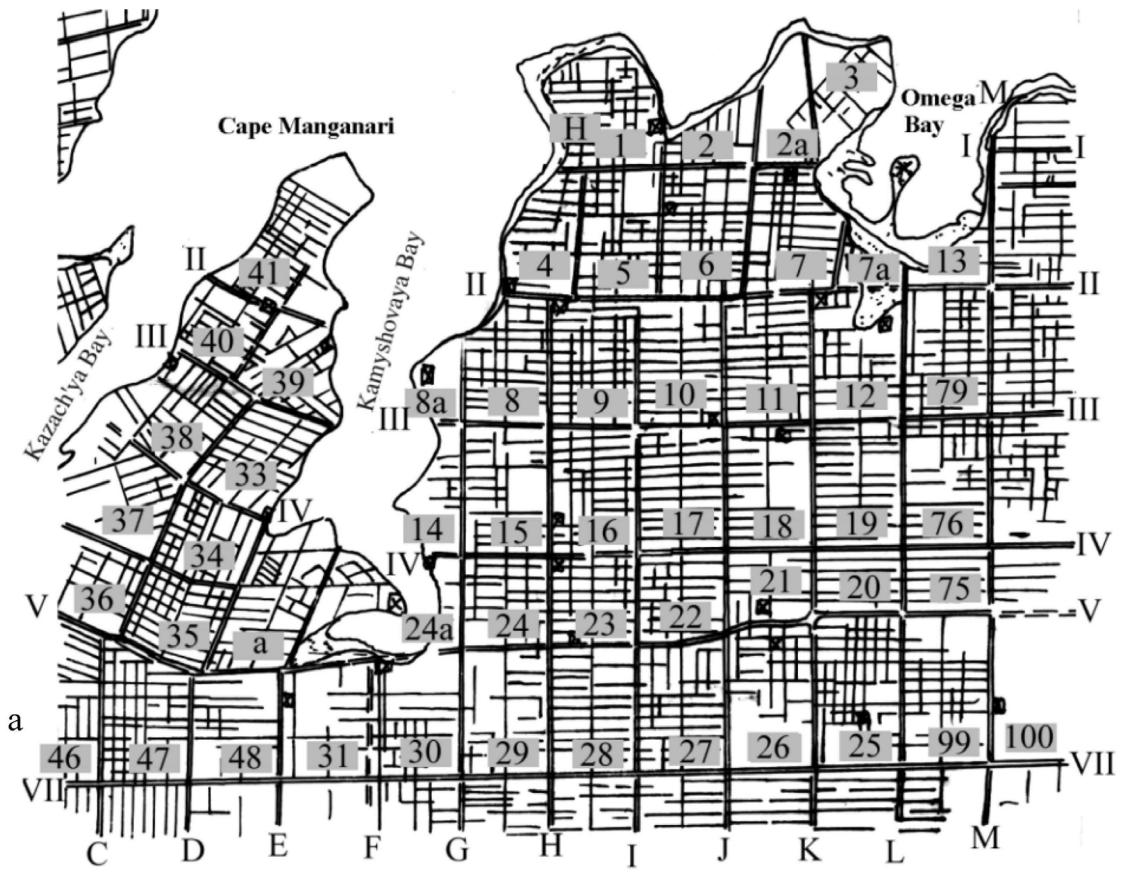 3
Omega M
Bay
Cape Manganari
H
1
2
2a
I
I
II
41
4
5
6
7
7a
13
II
II
III
40
Kazach'ya Bay
Kamyshovaya Bay
39
8a
8
9
10
11
12
79
III
III
38
33
37
IV
14
15
16
17
18
19
76
34
IV
IV
36
V
21
20
75
V
35
a
24a
24
23
22
a
46
47
48
31
30
29
28
27
26
25
99
100
VII
VII
C
D
E
F
G
H
I
J
K
L
M